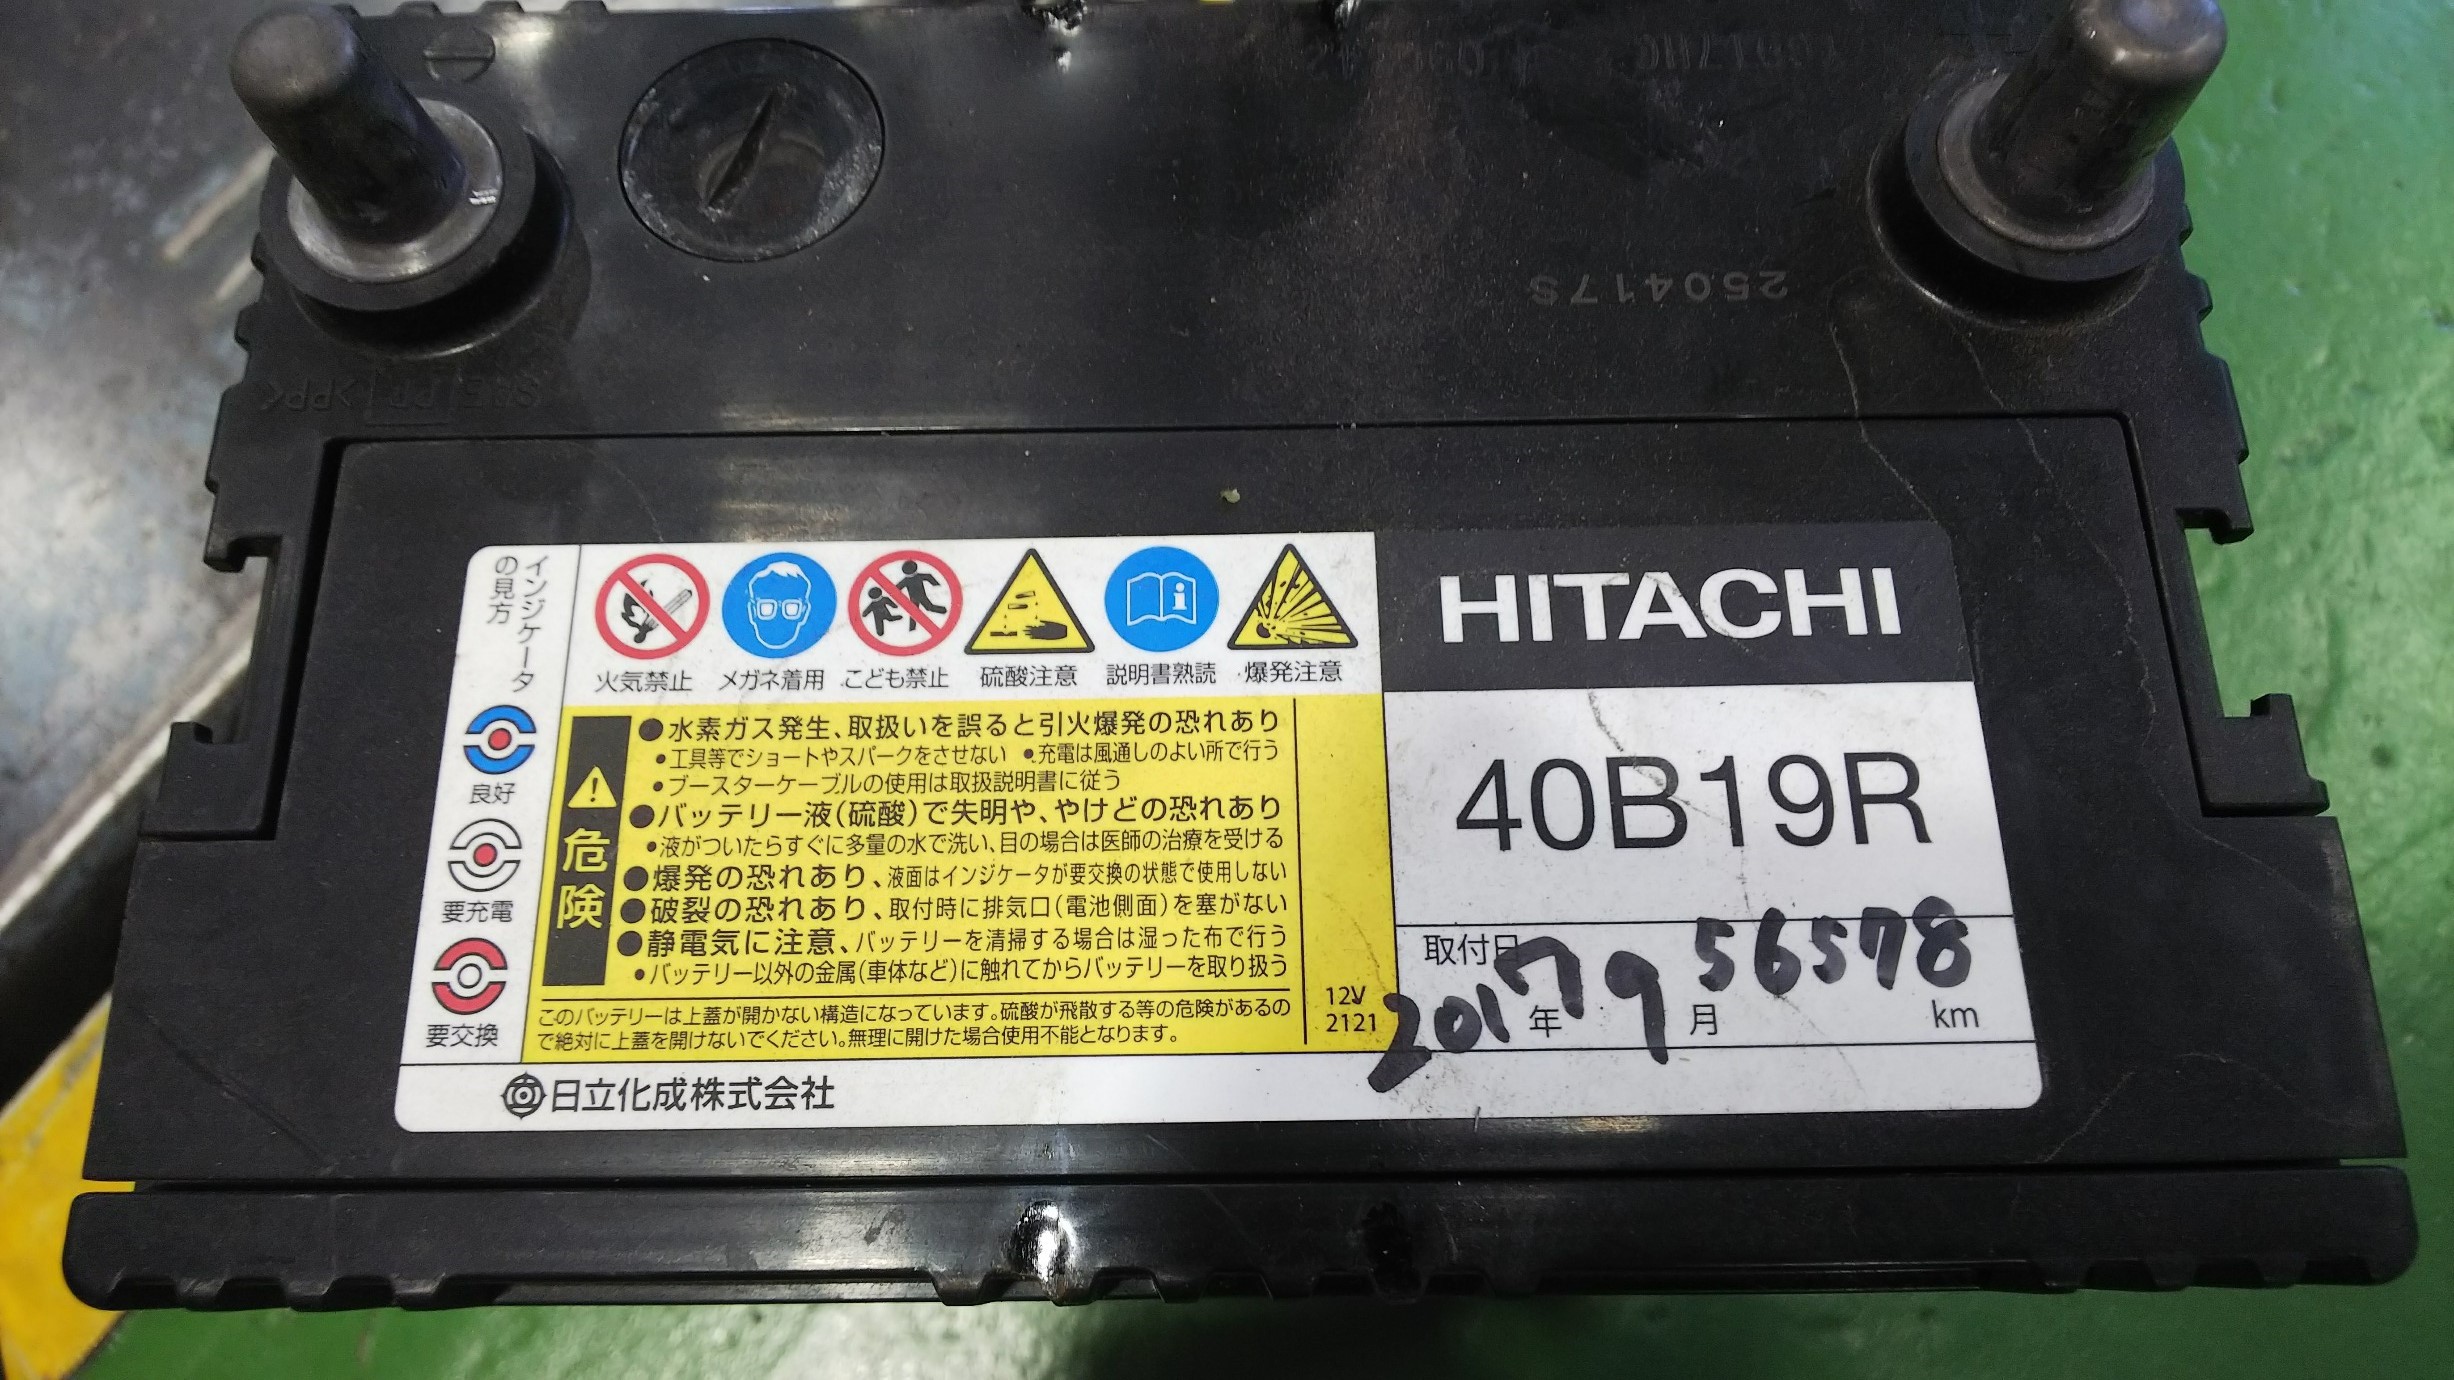 2504175
インジケータ
の見方
火気禁止 メガネ着用 こども禁止 硫酸注意 説明書熟読 爆発注意
HITACHI
40B19R
良好
要充電
要交換
危険
●水素ガス発生、取扱いを誤ると引火爆発の恐れあり
•工具等でショートやスパークをさせない •充電は風通しのよい所で行う
•ブースターケーブルの使用は取扱説明書に従う
●バッテリー液(硫酸)で失明や、やけどの恐れあり
•液がついたらすぐに多量の水で洗い、目の場合は医師の治療を受ける
●爆発の恐れあり、液面はインジケータが要交換の状態で使用しない
●破裂の恐れあり、取付時に排気口(電池側面)を塞がない
●静電気に注意、バッテリーを清掃する場合は湿った布で行う
•バッテリー以外の金属(車体など)に触れてからバッテリーを取り扱う
このバッテリーは上蓋が開かない構造になっています。硫酸が飛散する等の危険があるの
で絶対に上蓋を開けないでください。無理に開けた場合使用不能となります。
12V
2121
取付日
2017年 9月 56578 km
日立化成株式会社